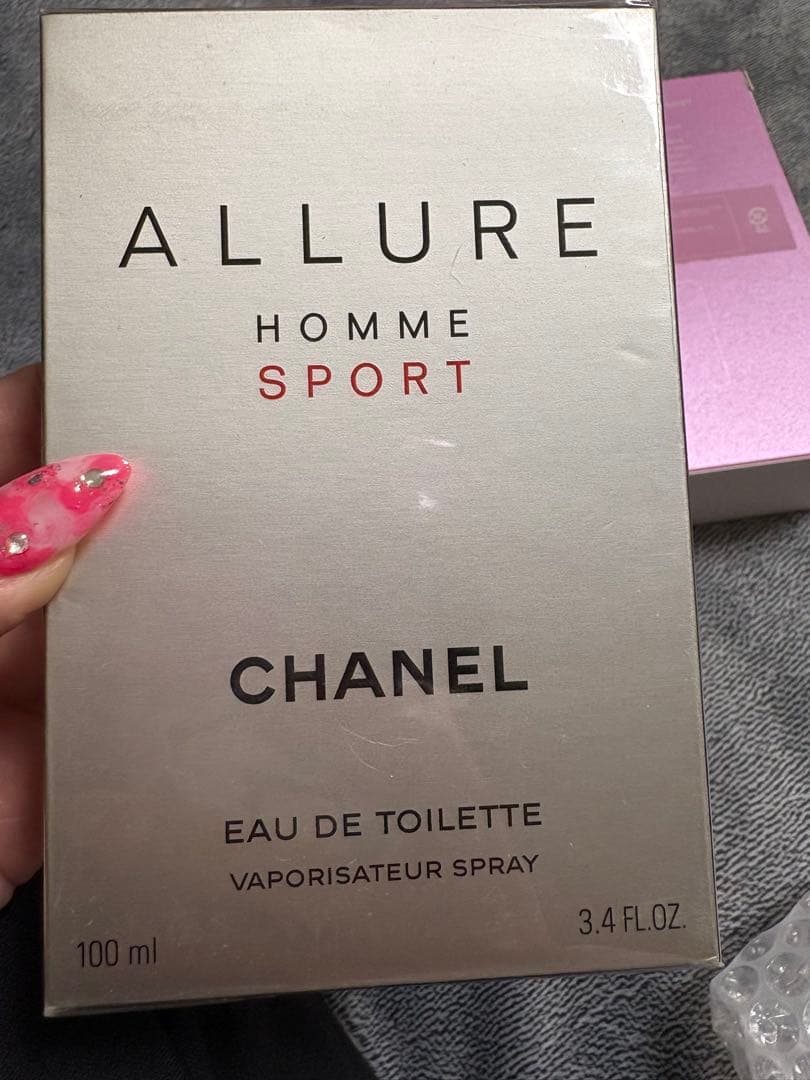 ALLURE
HOMME
SPORT
CHANEL
EAU DE TOILETTE
VAPORISATEUR SPRAY
100 ml
3.4 FL.OZ.